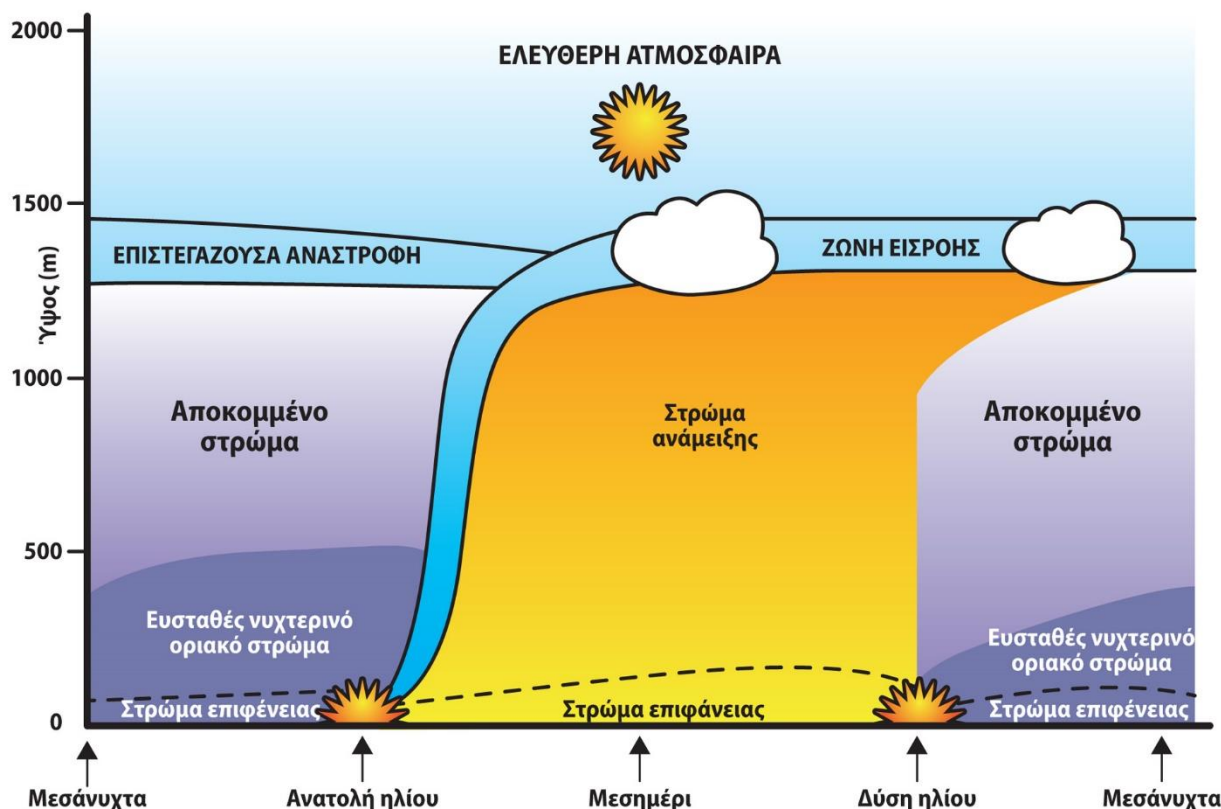 2000
ΕΛΕΥΘΕΡΗ ΑΤΜΟΣΦΑΙΡΑ
1500
ΕΠΙΣΤΕΓΑΖΟΥΣΑ ΑΝΑΣΤΡΟΦΗ
ΖΩΝΗ ΕΙΣΡΟΗΣ
Ύψος (m)
1000
Αποκομμένο
στρώμα
Στρώμα
ανάμειξης
Αποκομμένο
στρώμα
500
Ευσταθές νυχτερινό
οριακό στρώμα
Ευσταθές νυχτερινό
οριακό στρώμα
0
Στρώμα επιφένειας
Στρώμα επιφάνειας
Στρώμα επιφένειας
Μεσάνυχτα
Ανατολή ηλίου
Μεσημέρι
Δύση ηλίου
Μεσάνυχτα